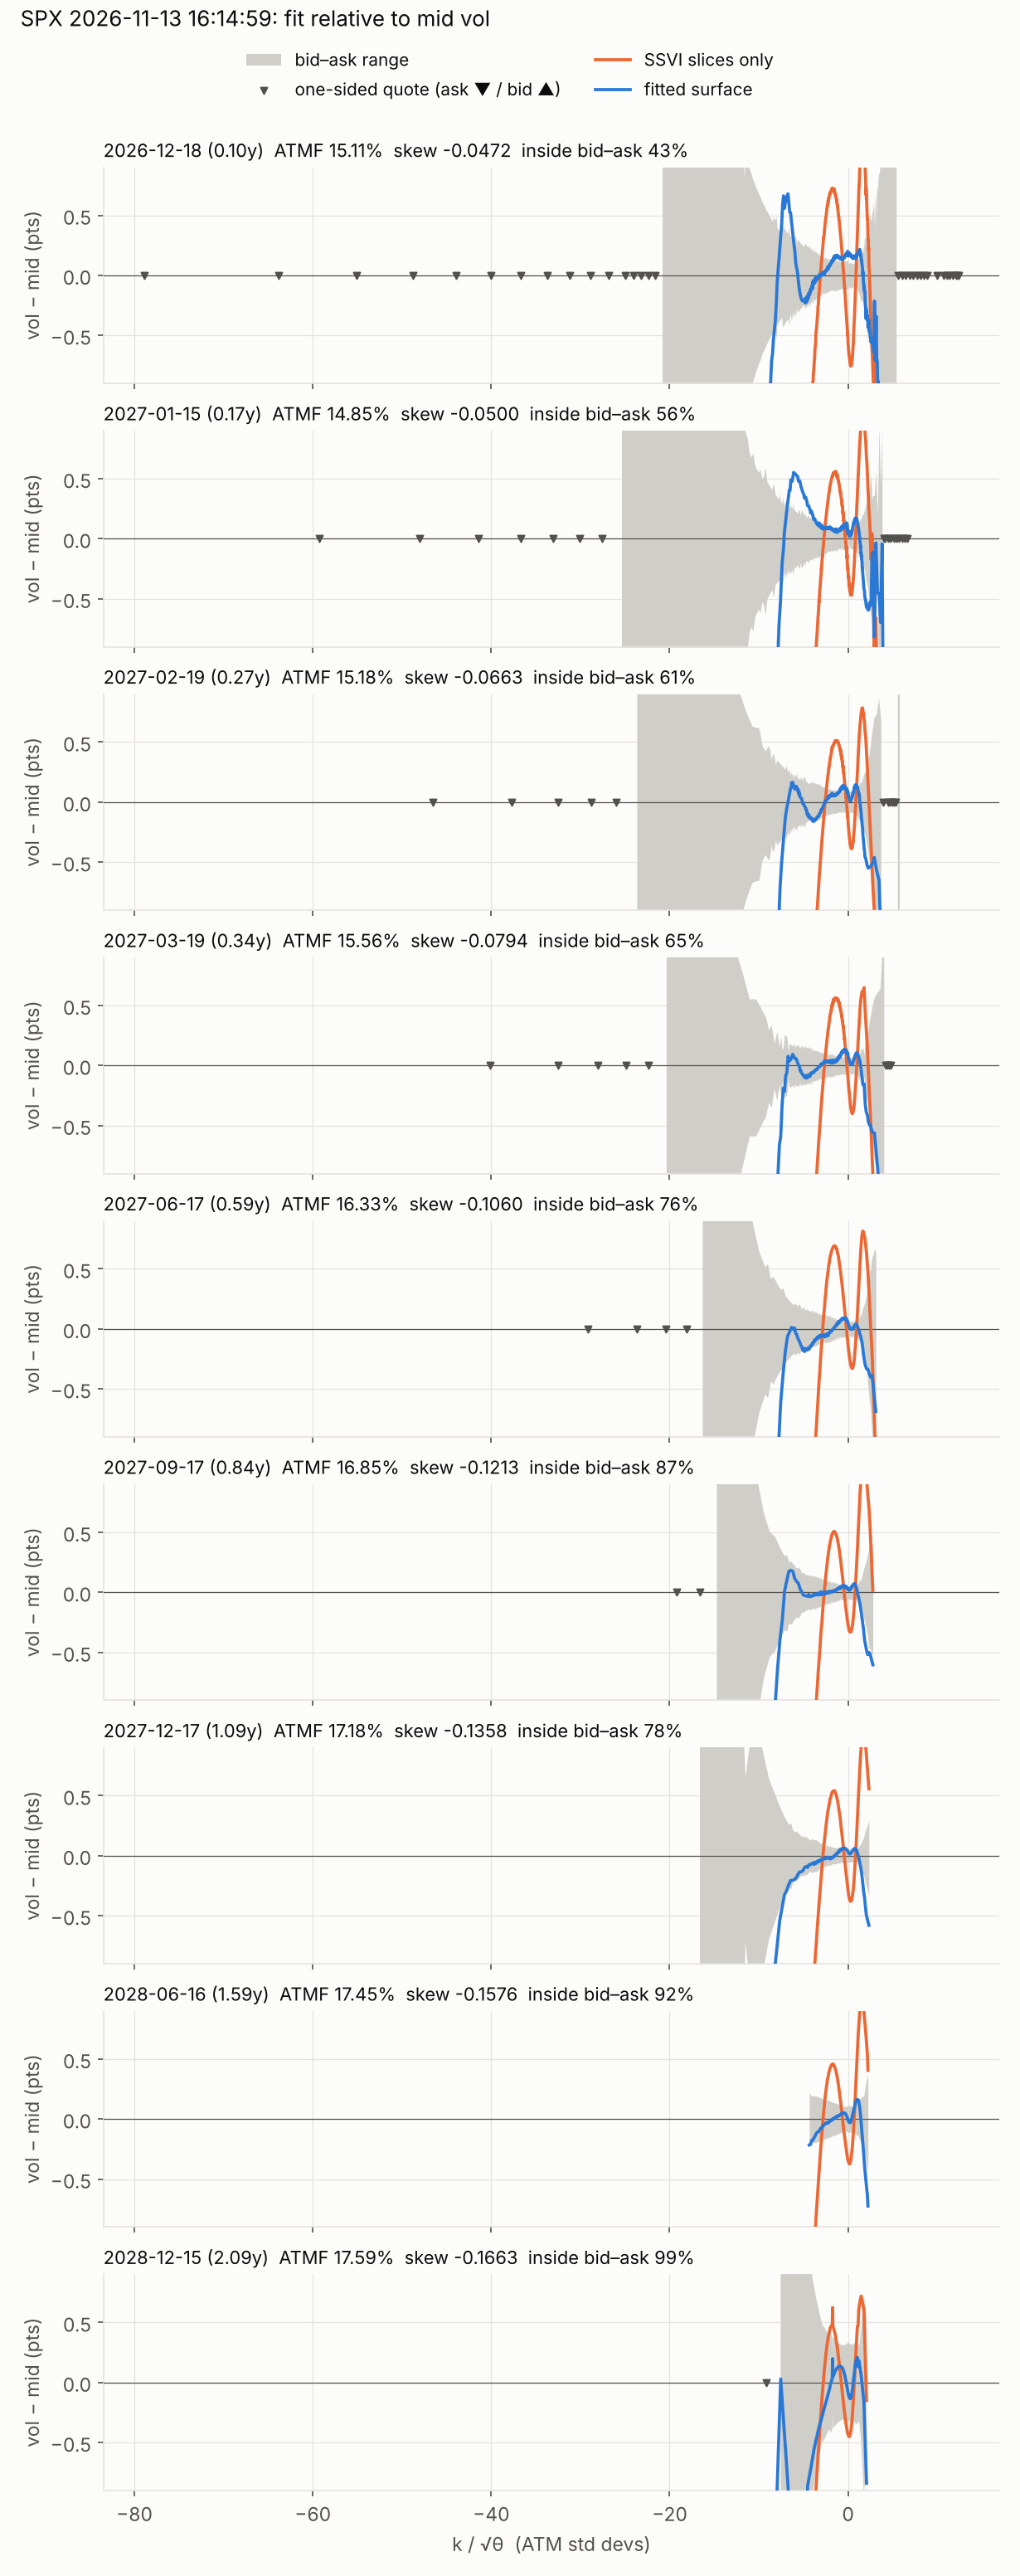 SPX 2026-11-13 16:14:59: fit relative to mid vol
bid–ask range
SSVI slices only
one-sided quote (ask ▼ / bid ▲)
fitted surface
2026-12-18 (0.10y)  ATMF 15.11%  skew -0.0472  inside bid–ask 43%
0.5
0.0
−0.5
vol − mid (pts)
2027-01-15 (0.17y)  ATMF 14.85%  skew -0.0500  inside bid–ask 56%
0.5
0.0
−0.5
vol − mid (pts)
2027-02-19 (0.27y)  ATMF 15.18%  skew -0.0663  inside bid–ask 61%
0.5
0.0
−0.5
vol − mid (pts)
2027-03-19 (0.34y)  ATMF 15.56%  skew -0.0794  inside bid–ask 65%
0.5
0.0
−0.5
vol − mid (pts)
2027-06-17 (0.59y)  ATMF 16.33%  skew -0.1060  inside bid–ask 76%
0.5
0.0
−0.5
vol − mid (pts)
2027-09-17 (0.84y)  ATMF 16.85%  skew -0.1213  inside bid–ask 87%
0.5
0.0
−0.5
vol − mid (pts)
2027-12-17 (1.09y)  ATMF 17.18%  skew -0.1358  inside bid–ask 78%
0.5
0.0
−0.5
vol − mid (pts)
2028-06-16 (1.59y)  ATMF 17.45%  skew -0.1576  inside bid–ask 92%
0.5
0.0
−0.5
vol − mid (pts)
2028-12-15 (2.09y)  ATMF 17.59%  skew -0.1663  inside bid–ask 99%
0.5
0.0
−0.5
vol − mid (pts)
−80 −60 −40 −20 0
k / √θ  (ATM std devs)